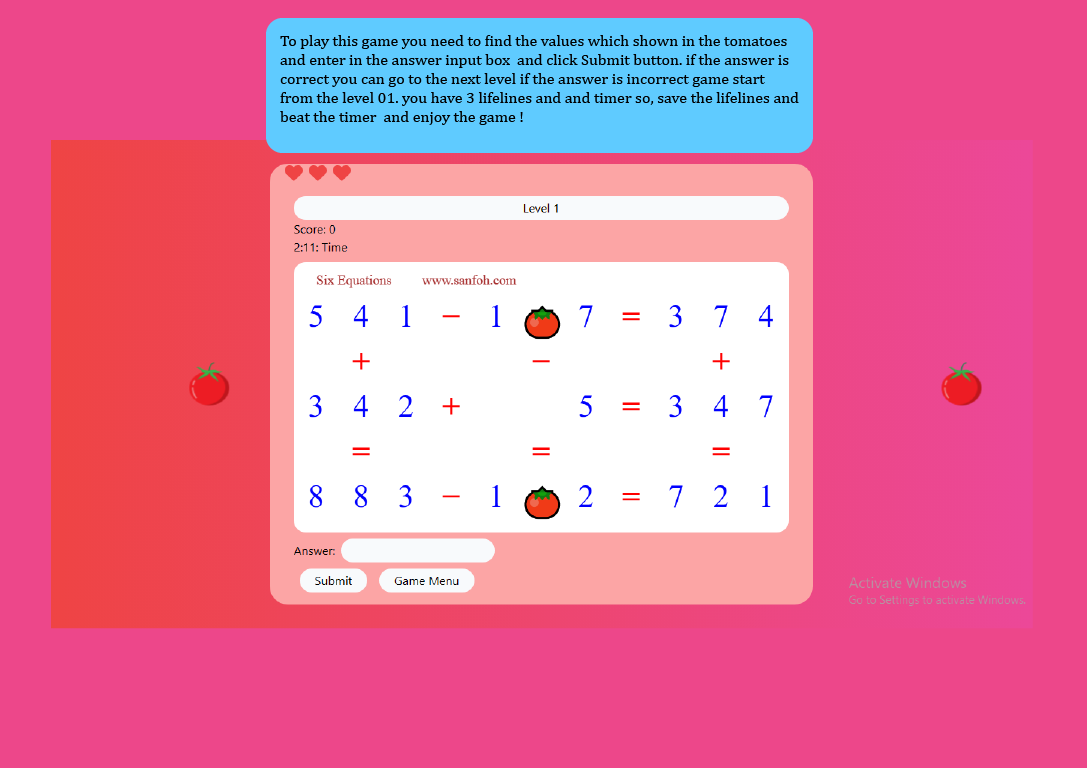 To play this game you need to find the values which shown in the tomatoes
and enter in the answer input box and click Submit button. if the answer is
correct you can go to the next level if the answer is incorrect game start
from the level 01. you have 3 lifelines and and timer so, save the lifelines and
beat the timer and enjoy the game !
Level 1
Score: 0
2:11: Time
Six Equations www.sanfoh.com
5 4 1 − 1 7 = 3 7 4
+ − +
3 4 2 + 5 = 3 4 7
= = =
8 8 3 − 1 2 = 7 2 1
Answer:
Submit Game Menu
Activate Windows
Go to Settings to activate Windows.